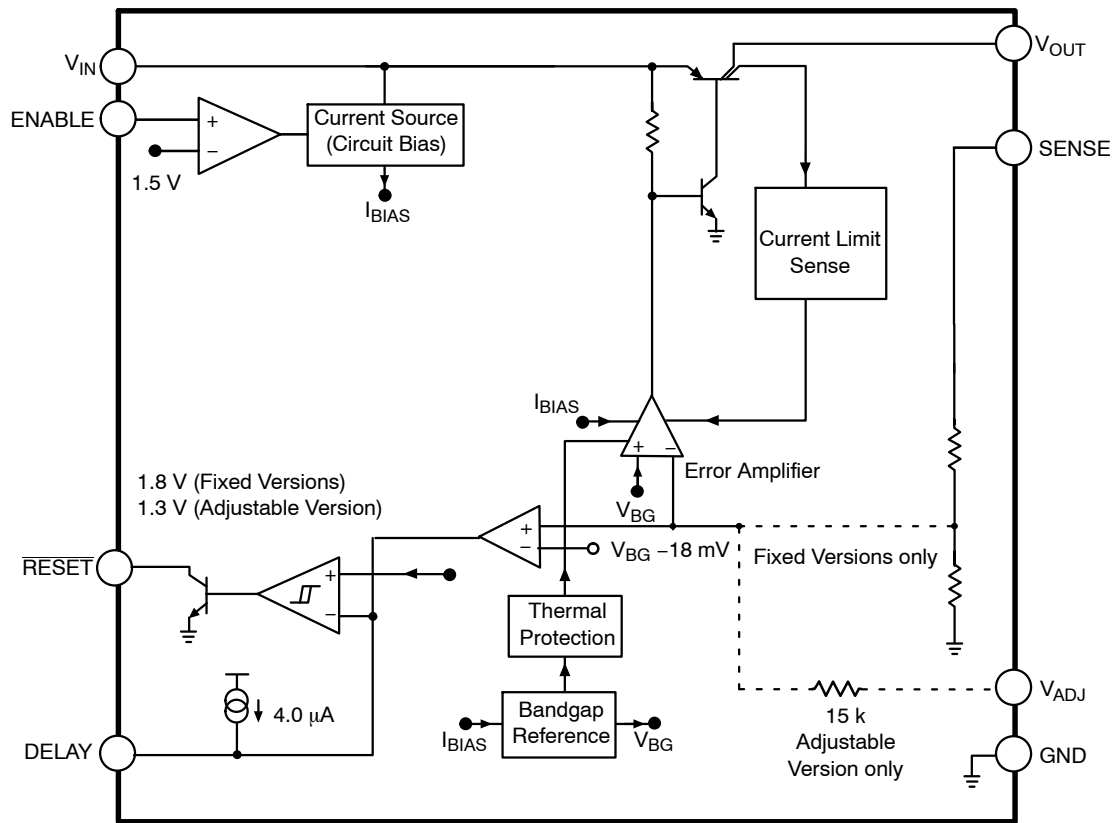 V_IN
V_OUT
ENABLE
+
−
1.5 V
Current Source
(Circuit Bias)
I_BIAS
SENSE
Current Limit
Sense
I_BIAS
+
−
Error Amplifier
V_BG
1.8 V (Fixed Versions)
1.3 V (Adjustable Version)
+
−
V_BG −18 mV
Fixed Versions only
RESET
+
−
Thermal
Protection
4.0 μA
I_BIAS
Bandgap
Reference
V_BG
15 k
Adjustable
Version only
V_ADJ
DELAY
GND